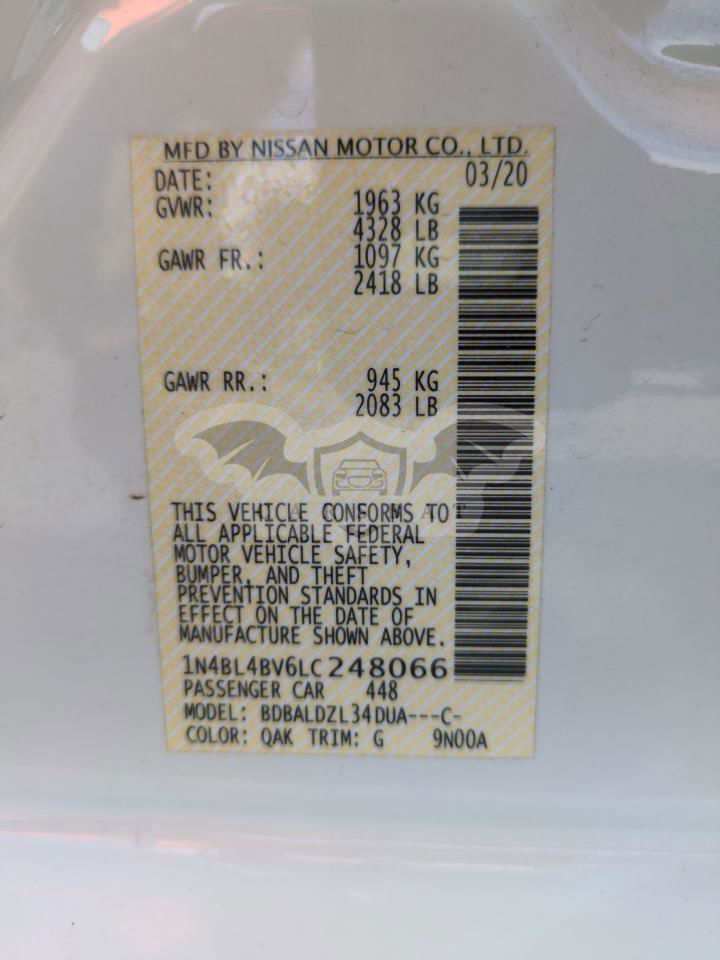 MFD BY NISSAN MOTOR CO., LTD.
DATE: 03/20
GVWR: 1963 KG
4328 LB
GAWR FR.: 1097 KG
2418 LB
GAWR RR.: 945 KG
2083 LB
THIS VEHICLE CONFORMS TO
ALL APPLICABLE FEDERAL
MOTOR VEHICLE SAFETY,
BUMPER, AND THEFT
PREVENTION STANDARDS IN
EFFECT ON THE DATE OF
MANUFACTURE SHOWN ABOVE.
1N4BL4BV6LC248066
PASSENGER CAR 448
MODEL: BDBALDZL34DUA---C-
COLOR: QAK TRIM: G 9N00A